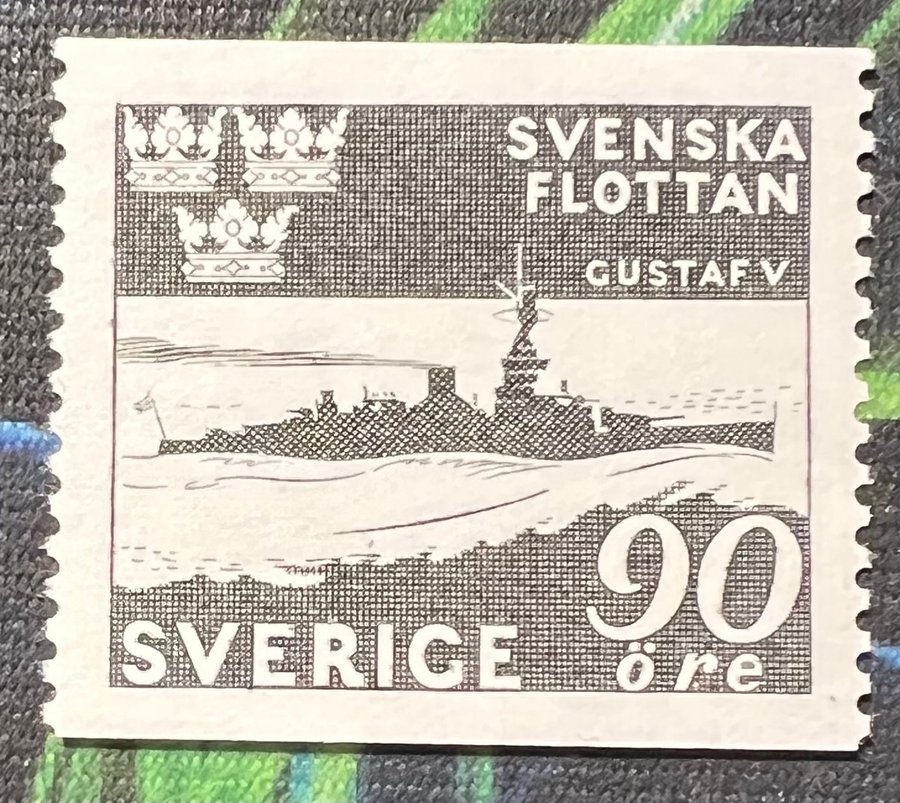 SVENSKA
FLOTTAN
GUSTAF V
90
SVERIGE
öre